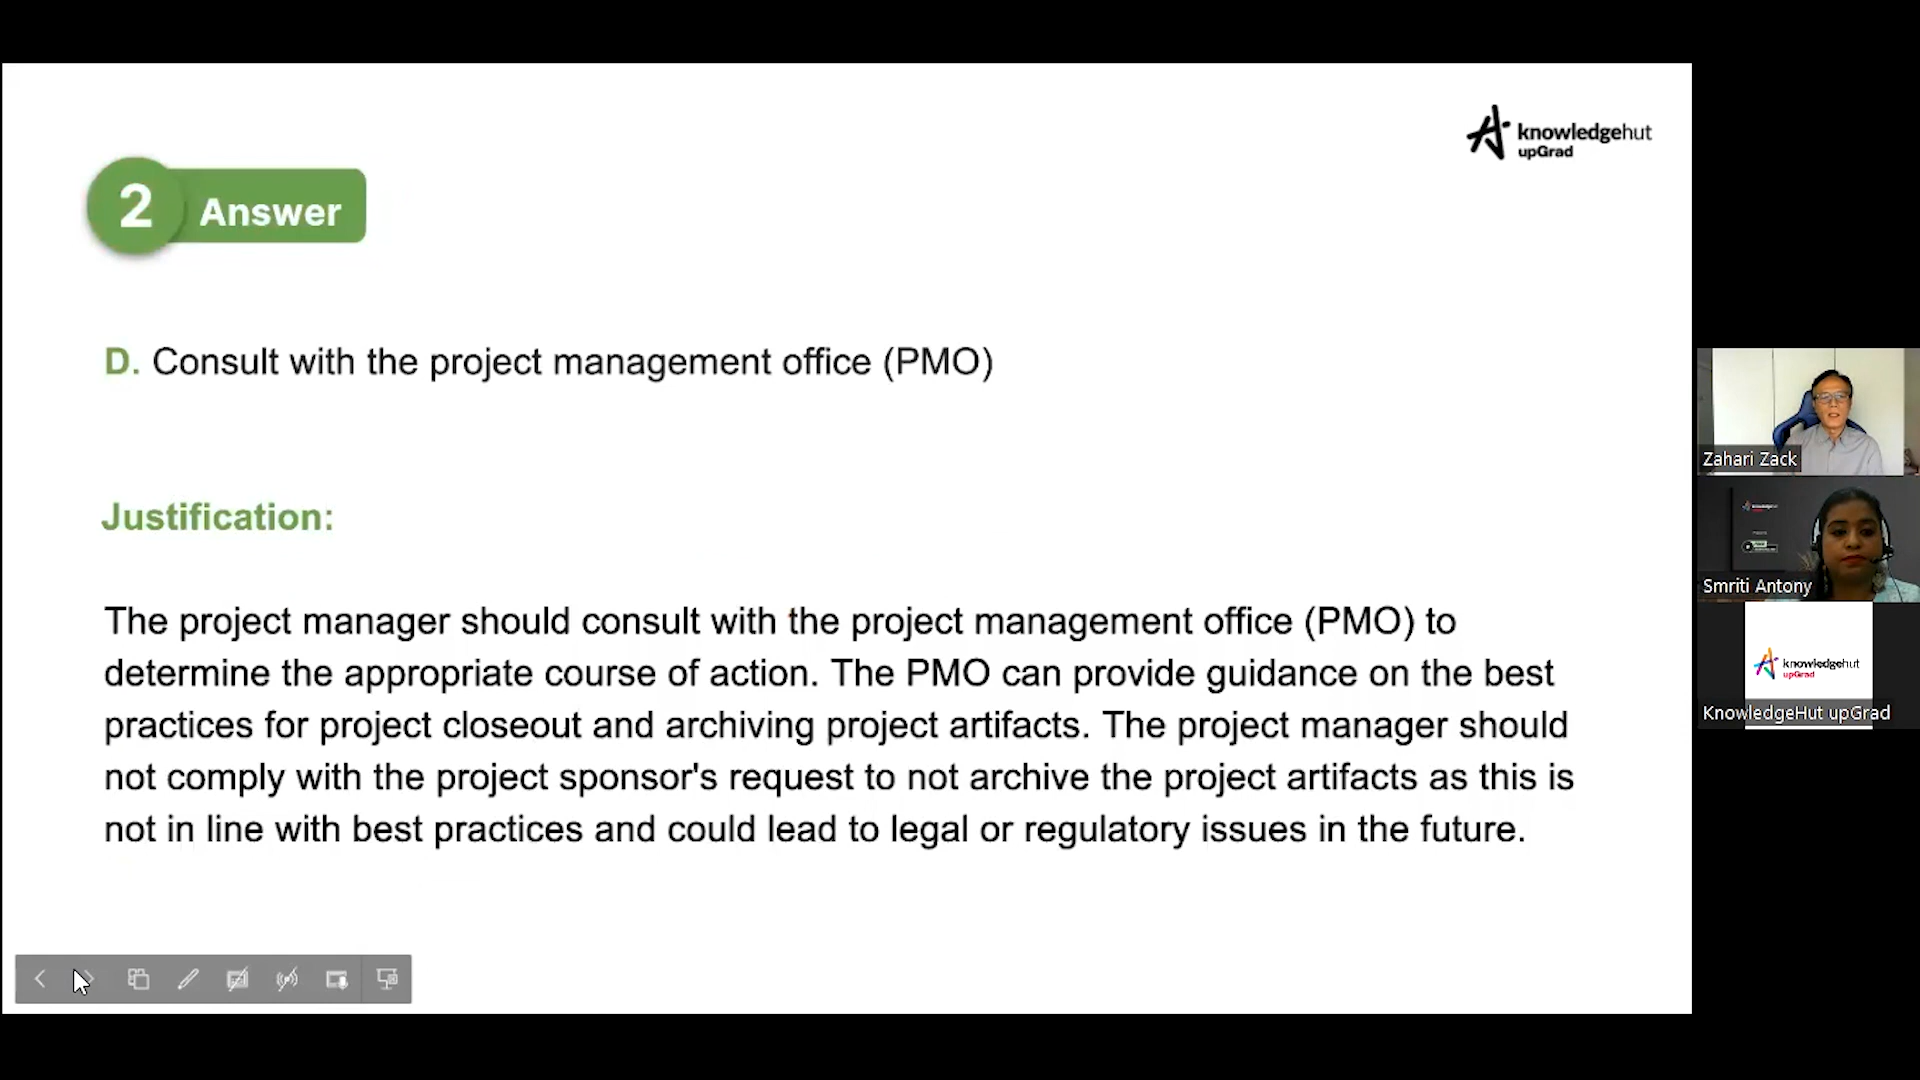 knowledgehut
upGrad
2 Answer
D. Consult with the project management office (PMO)
Justification:
The project manager should consult with the project management office (PMO) to
determine the appropriate course of action. The PMO can provide guidance on the best
practices for project closeout and archiving project artifacts. The project manager should
not comply with the project sponsor's request to not archive the project artifacts as this is
not in line with best practices and could lead to legal or regulatory issues in the future.
Zahari Zack
Smriti Antony
knowledgehut
upGrad
KnowledgeHut upGrad